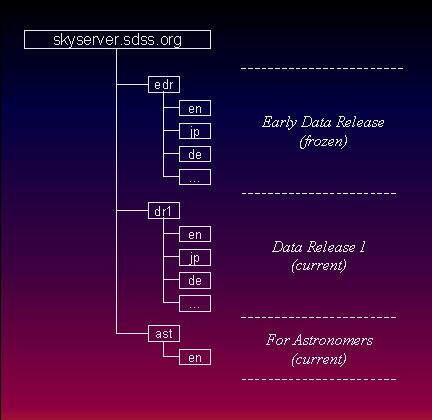 skyserver.sdss.org
edr
en
jp
de
...
Early Data Release
(frozen)
dr1
en
jp
de
...
Data Release 1
(current)
ast
en
For Astronomers
(current)